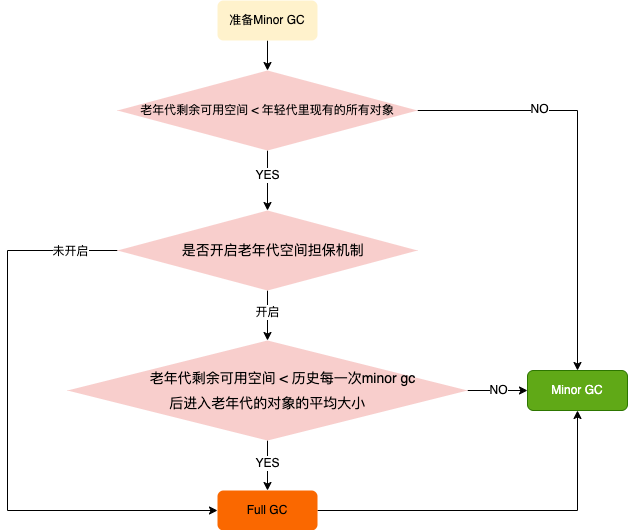 准备Minor GC
老年代剩余可用空间 < 年轻代里现有的所有对象
NO
YES
是否开启老年代空间担保机制
未开启
开启
老年代剩余可用空间 < 历史每一次minor gc
后进入老年代的对象的平均大小
NO
Minor GC
YES
Full GC